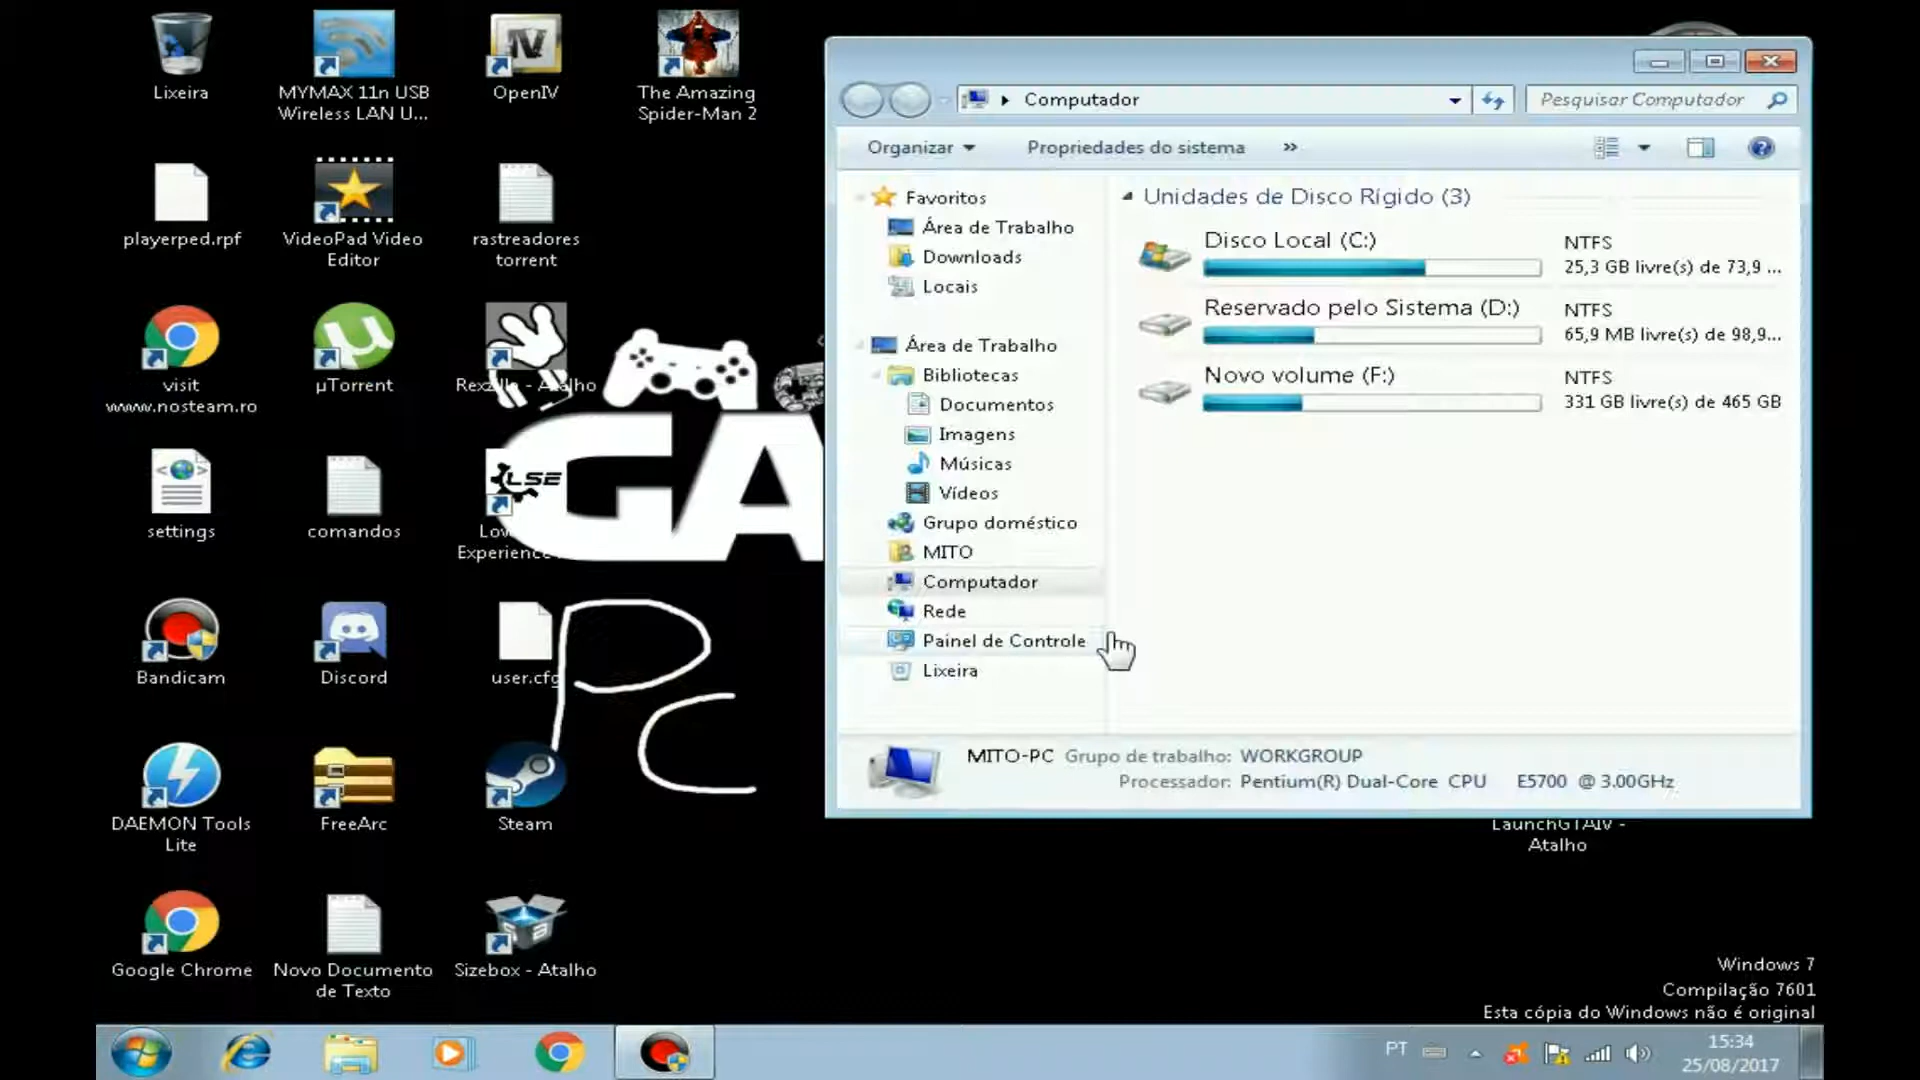 Lixeira
MYMAX 11n USB
Wireless LAN U...
OpenIV
The Amazing
Spider-Man 2
playerped.rpf
VideoPad Video
Editor
rastreadores
torrent
visit
www.nosteam.ro
µTorrent
Atalho
settings
comandos
LSE
Experience
Bandicam
Discord
user.cfg
DAEMON Tools
Lite
FreeArc
Steam
Google Chrome
Novo Documento
de Texto
Sizebox - Atalho
GA
PC
Computador
Pesquisar Computador
Organizar
Propriedades do sistema
»
Favoritos
Área de Trabalho
Downloads
Locais
Área de Trabalho
Bibliotecas
Documentos
Imagens
Músicas
Vídeos
Grupo doméstico
MITO
Computador
Rede
Painel de Controle
Lixeira
Unidades de Disco Rígido (3)
Disco Local (C:)
NTFS
25,3 GB livre(s) de 73,9 ...
Reservado pelo Sistema (D:)
NTFS
65,9 MB livre(s) de 98,9...
Novo volume (F:)
NTFS
331 GB livre(s) de 465 GB
MITO-PC Grupo de trabalho: WORKGROUP
Processador: Pentium(R) Dual-Core CPU E5700 @ 3.00GHz
LaunchGTAIV -
Atalho
Windows 7
Compilação 7601
Esta cópia do Windows não é original
PT
15:34
25/08/2017